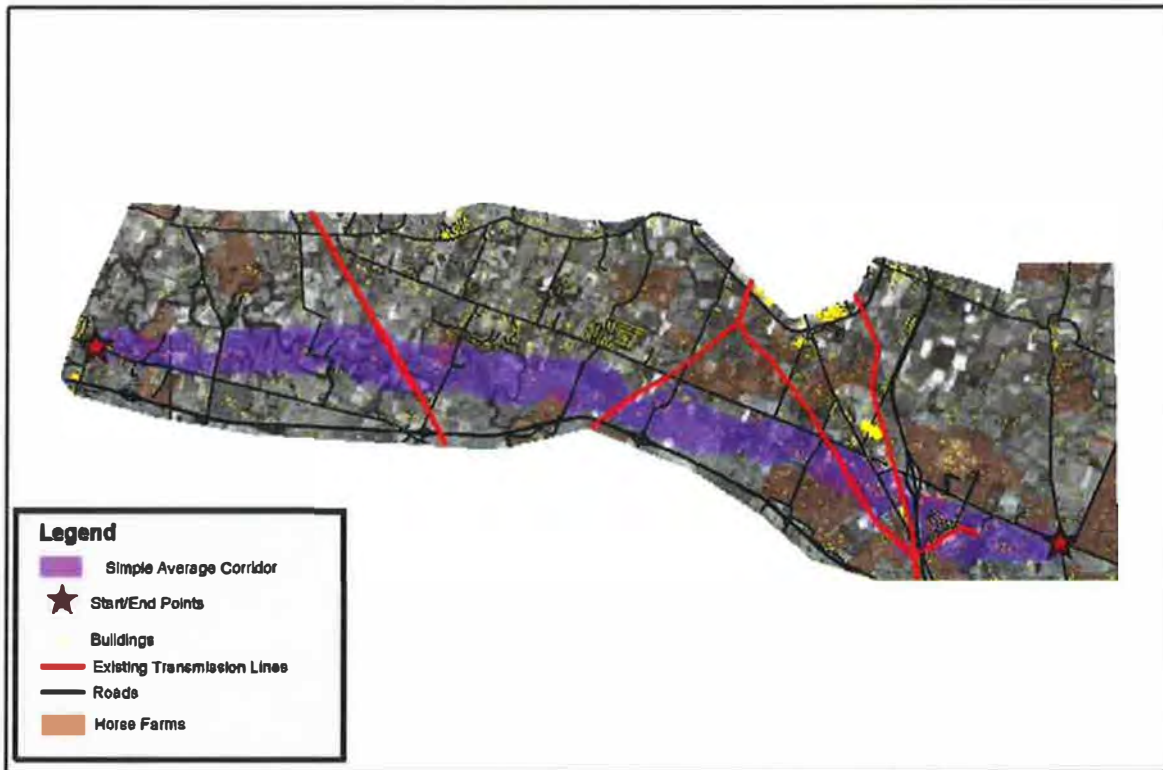 Legend
Simple Average Corridor
Start/End Points
Buildings
Existing Transmission Lines
Roads
Horse Farms